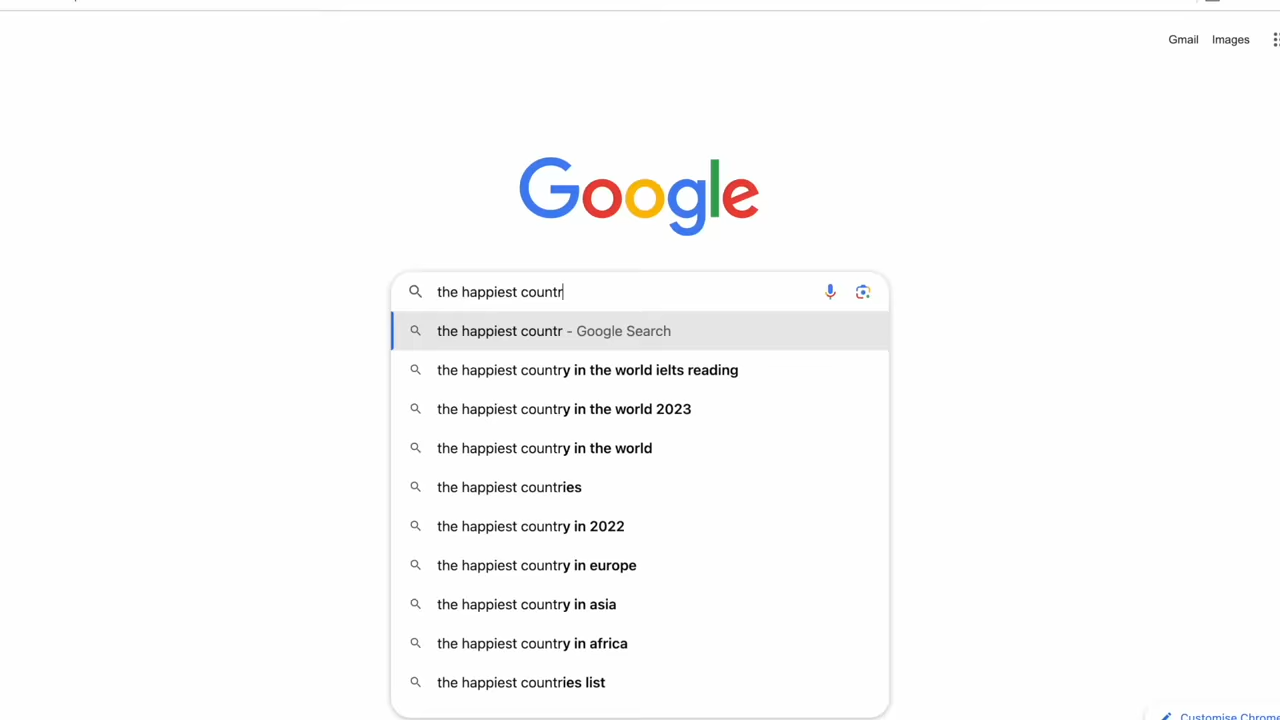 Gmail Images
Google
the happiest countr
the happiest countr - Google Search
the happiest country in the world ielts reading
the happiest country in the world 2023
the happiest country in the world
the happiest countries
the happiest country in 2022
the happiest country in europe
the happiest country in asia
the happiest country in africa
the happiest countries list
Customise Chrome